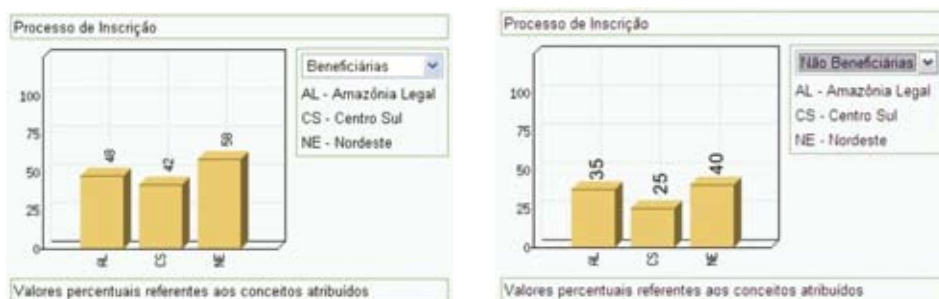 Processo de Inscrição
Beneficiárias
AL - Amazônia Legal
CS - Centro Sul
NE - Nordeste
100
75
50
25
0
48
42
58
AL
CS
NE
Valores percentuais referentes aos conceitos atribuídos
Processo de Inscrição
Não Beneficiárias
AL - Amazônia Legal
CS - Centro Sul
NE - Nordeste
100
75
50
25
0
35
25
40
AL
CS
NE
Valores percentuais referentes aos conceitos atribuídos